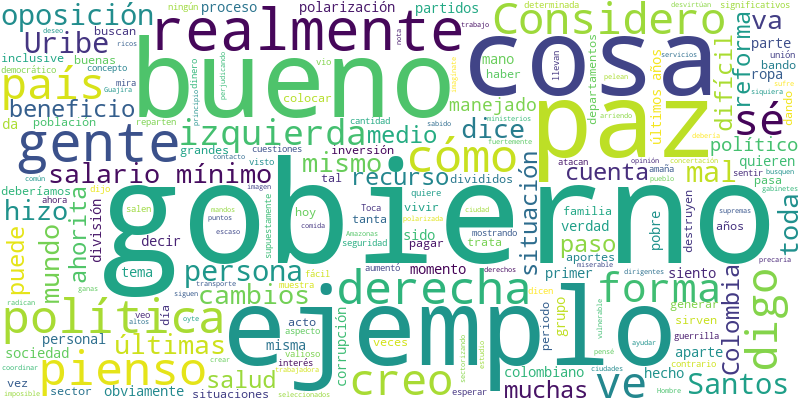 oposición
Uribe
buscan
proceso
inclusive
buenas
democrático
concepto
Guajira
mira
país
beneficio
da
población
ningún
deseo
ricos
polarización
partidos
realmente
bueno
cosa
paz
Considero
va
parte
nota
trabajo
dinero
vio
colocar
reparten
principio
perjudicando
mano
haber
manejado
departamentos
difícil
últimos años
reforma
determinada
desvirtúan
significativos
unión
bando
ropa
dando
sé
gente
izquierda
medio
dice
cantidad
sabido
ministerios
pelean
servicios
llevan
siquiera
arriendo
debería
sufre
político
quieren
pasa
toda
salario mínimo
grandes
cuestiones
contacto
visto
inversión
mismo
recurso
cómo
fuertemente
atacan
cuenta
opinión
concertación
amaña
pueblo
sentir
gabinetes
busquen
mal
común
imagen
tal
divididos
quiere
deberíamos
ahora
dijo
hizo
división
ahorita
mundo
decir
salen
supuestamente
hoy
Toca
tanta
mandos
puntos
escaso
comida
vivir
polarizada
ciudad
sido
seguridad
Amazonas
pagar
gobierno
situación
familia
verdad
pobre
destruyen
años
supremas
precaria
mostrando
trata
paso
aportes
puede
tema
persona
cambios
fácil
transporte
siguen
ganas
radican
aumentó
muestra
derechos
momento
derecha
forma
primer
siento
generar
Colombia
digo
política
veo
altos
día
oyte
acto
aspecto
miserable
dicen
dirigentes
periodo
grupo
sirven
vulnerable
últimas
misma
crear
veces
valioso
interés
corrupción
ejemplo
ve
pensé
ayudar
aparte
contrario
guerrilla
personal
sociedad
coordinar
vez
imposible
pienso
obviamente
sector
situaciones
salud
trabajadora
seleccionados
esperar
creo
sectorizando
estudio
muchas
colombiano
ciudades
hecho
Hombre
Santos